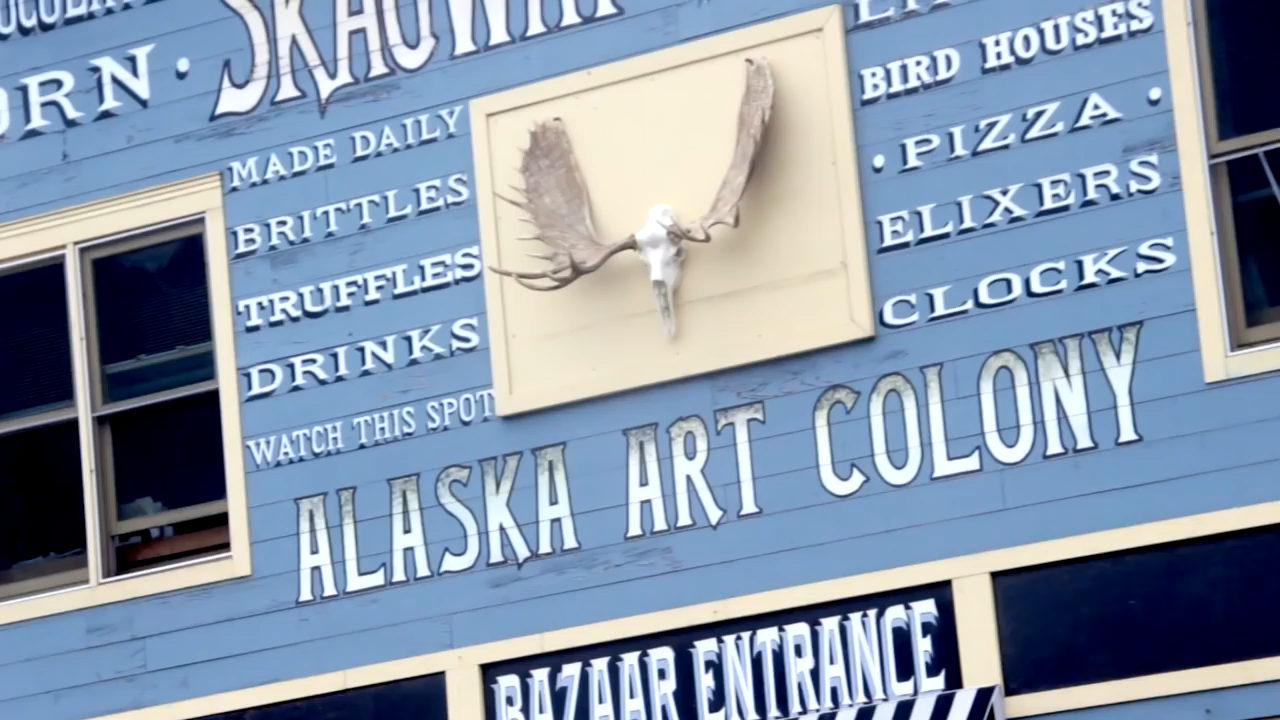 SKAGWAY
MADE DAILY
BRITTLES
TRUFFLES
DRINKS
WATCH THIS SPOT
BIRD HOUSES
• PIZZA •
ELIXERS
CLOCKS
ALASKA ART COLONY
BAZAAR ENTRANCE